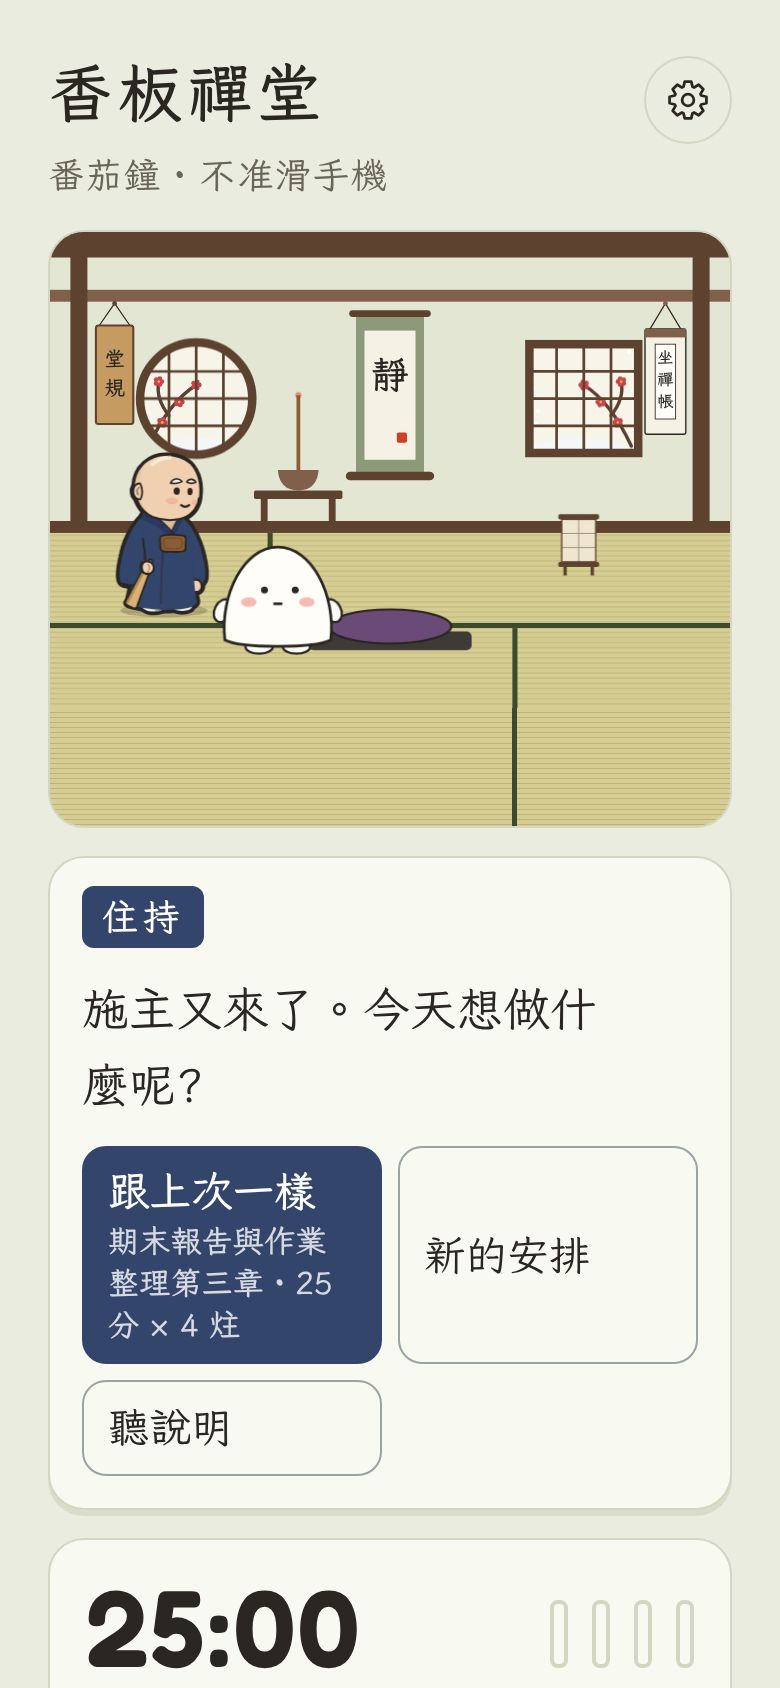 香板禪堂
番茄鐘・不准滑手機
堂規
靜
坐禪帳
住持
施主又來了。今天想做什
麼呢？
跟上次一樣
期末報告與作業
整理第三章・25
分 × 4 炷
新的安排
聽說明
25:00